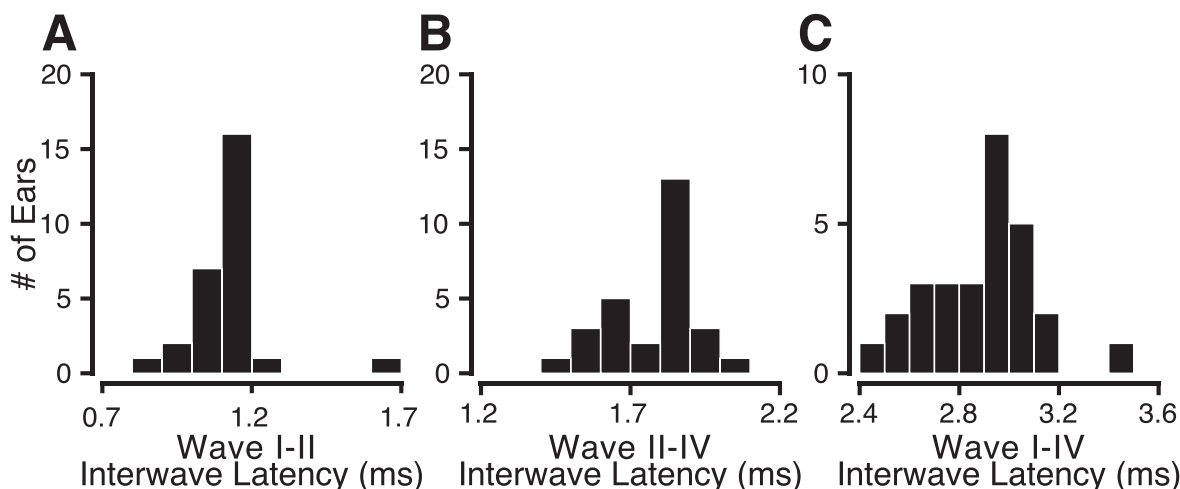 A
B
C
20
15
10
5
0
# of Ears
0.7
1.2
1.7
Wave I-II
Interwave Latency (ms)
20
15
10
5
0
1.2
1.7
2.2
Wave II-IV
Interwave Latency (ms)
10
5
0
2.4
2.8
3.2
3.6
Wave I-IV
Interwave Latency (ms)